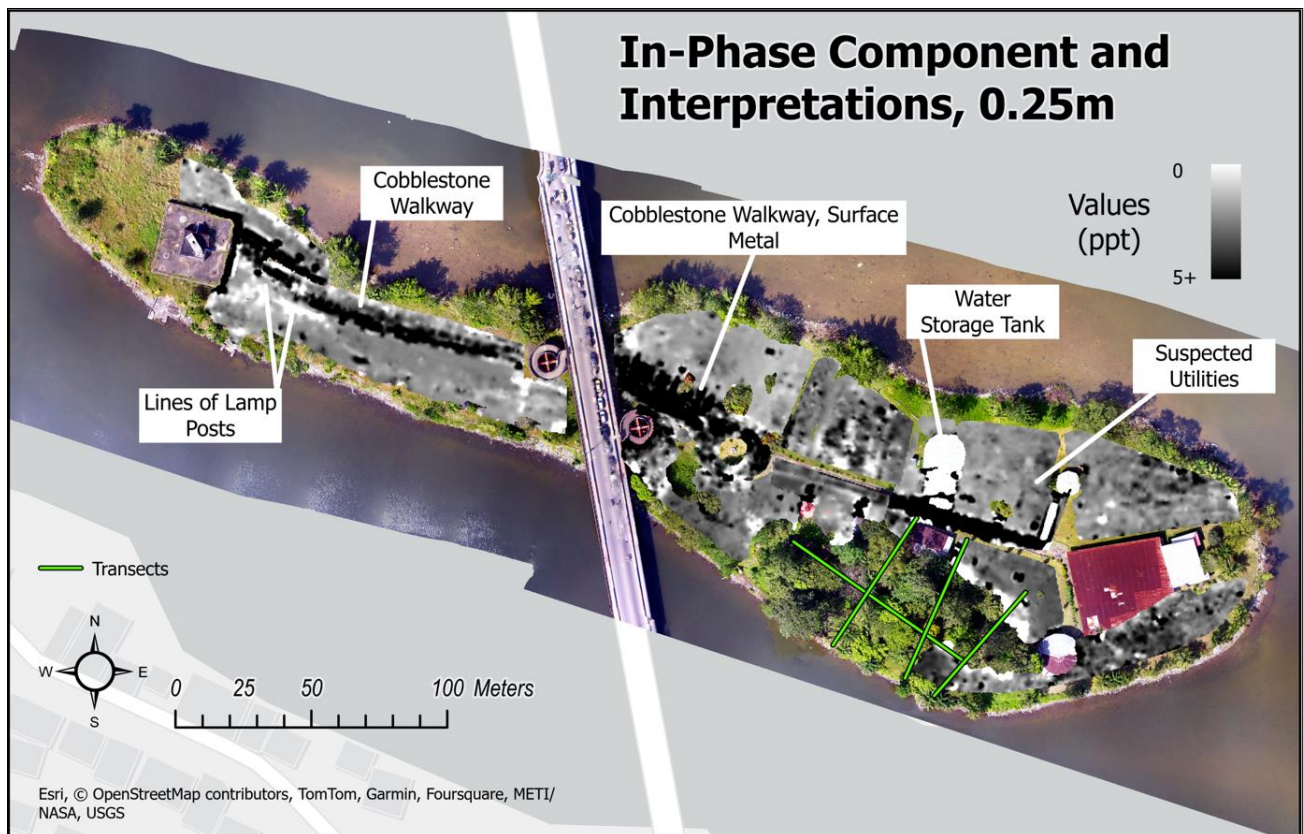 In-Phase Component and
Interpretations, 0.25m
Cobblestone
Walkway
Cobblestone Walkway, Surface
Metal
0
Values
(ppt)
5+
Water
Storage Tank
Suspected
Utilities
Lines of Lamp
Posts
Transects
N
W
E
S
0 25 50 100 Meters
Esri, © OpenStreetMap contributors, TomTom, Garmin, Foursquare, METI/
NASA, USGS